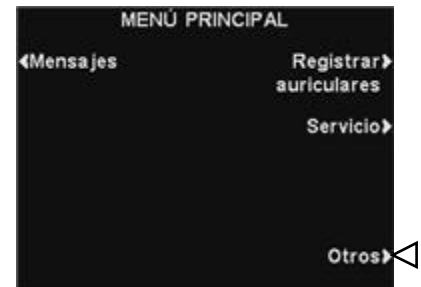 MENÚ PRINCIPAL
Mensajes
Registrar
auriculares
Servicio
Otros